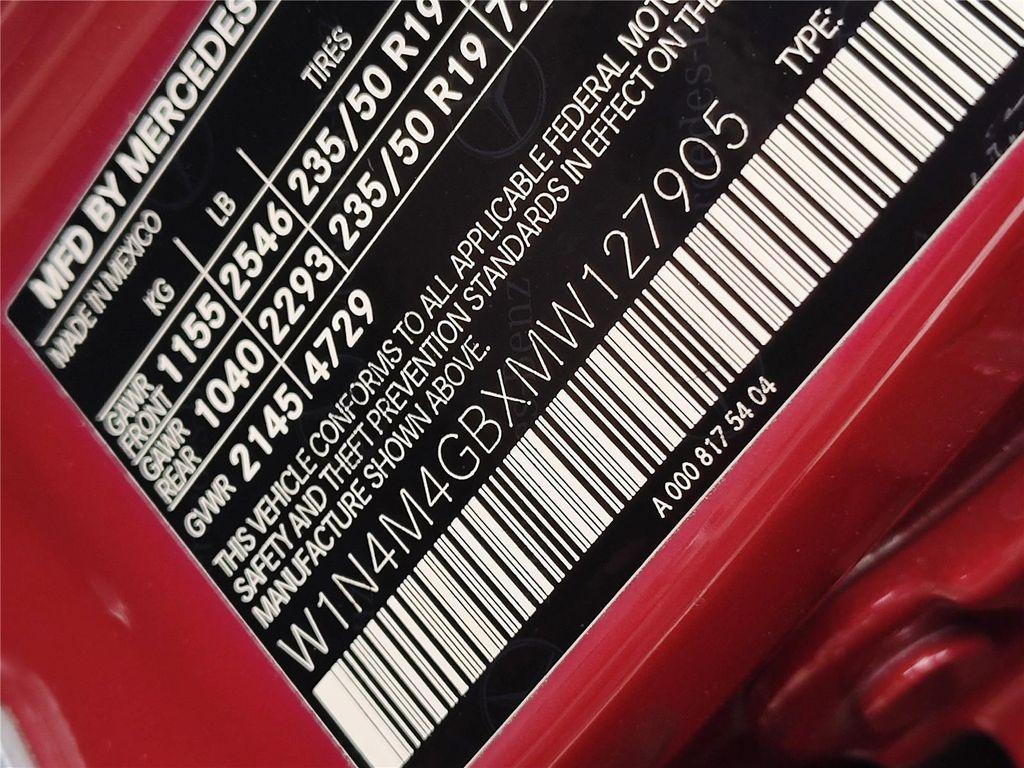 MFD BY MERCEDES
MADE IN MEXICO
KG LB TIRES
GAWR FRONT 1155 2546 235/50 R19
GAWR REAR 1040 2293 235/50 R19 7.
GVWR 2145 4729
THIS VEHICLE CONFORMS TO ALL APPLICABLE FEDERAL MOTO
SAFETY AND THEFT PREVENTION STANDARDS IN EFFECT ON THE
MANUFACTURE SHOWN ABOVE.
W1N4M4GBXMW127905 TYPE:
A 000 817 54 04